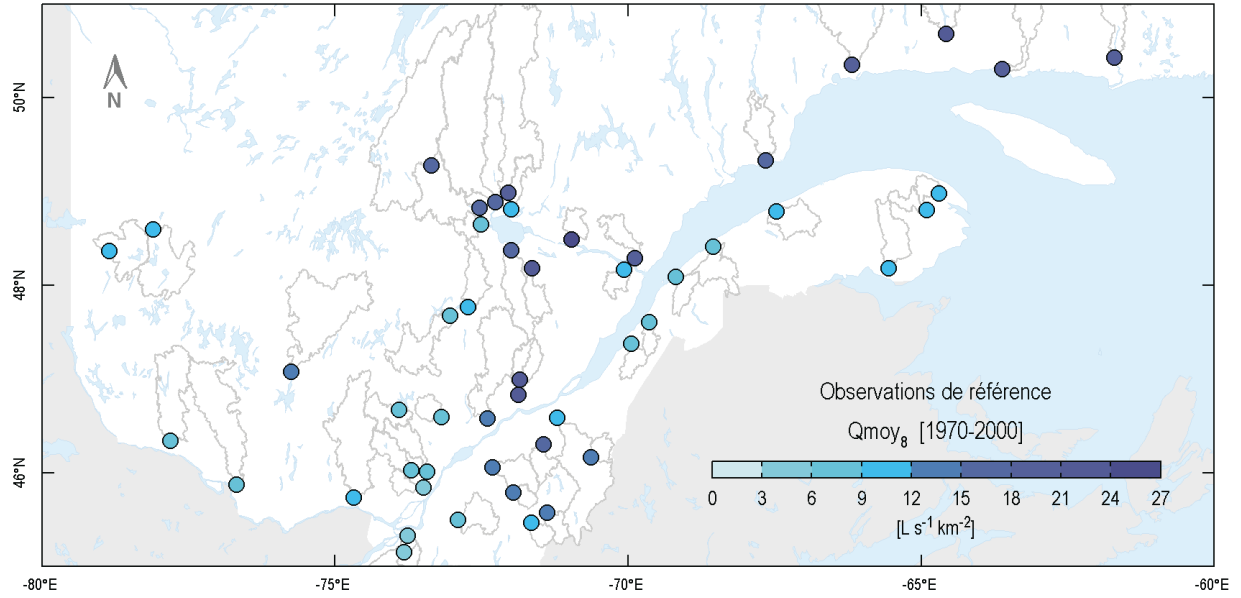 50°N
48°N
46°N
N
Observations de référence
Qmoy₈ [1970-2000]
0 3 6 9 12 15 18 21 24 27
[L s⁻¹ km⁻²]
-80°E -75°E -70°E -65°E -60°E